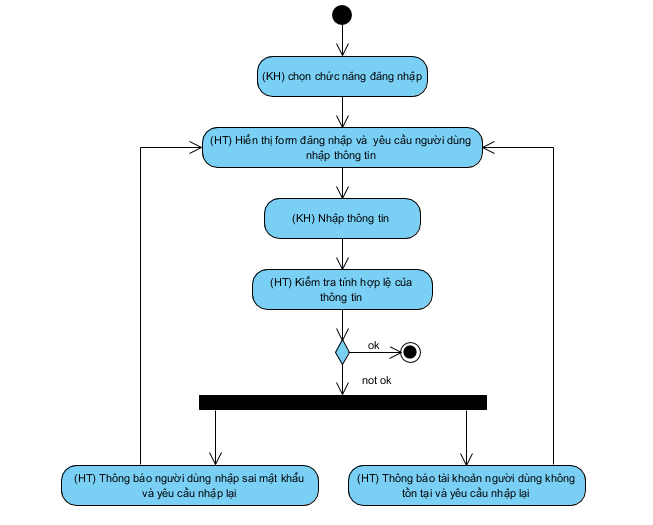 (KH) chọn chức năng đăng nhập
(HT) Hiển thị form đăng nhập và yêu cầu người dùng
nhập thông tin
(KH) Nhập thông tin
(HT) Kiểm tra tính hợp lệ của
thông tin
ok
not ok
(HT) Thông báo người dùng nhập sai mật khẩu
và yêu cầu nhập lại
(HT) Thông báo tài khoản người dùng không
tồn tại và yêu cầu nhập lại